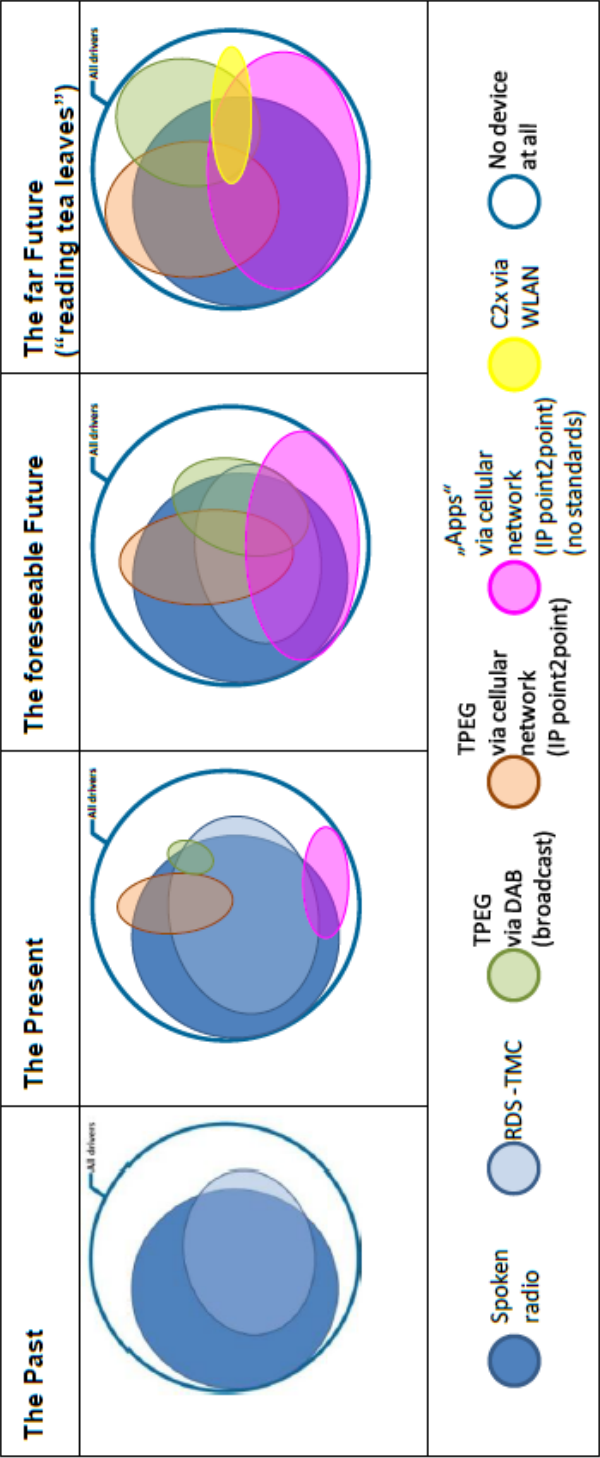 The Past
The Present
The foreseeable Future
The far Future
(“reading tea leaves”)
All drivers
All drivers
All drivers
All drivers
Spoken
radio
RDS -TMC
TPEG
via DAB
(broadcast)
TPEG
via cellular
network
(IP point2point)
„Apps“
via cellular
network
(IP point2point)
(no standards)
C2x via
WLAN
No device
at all